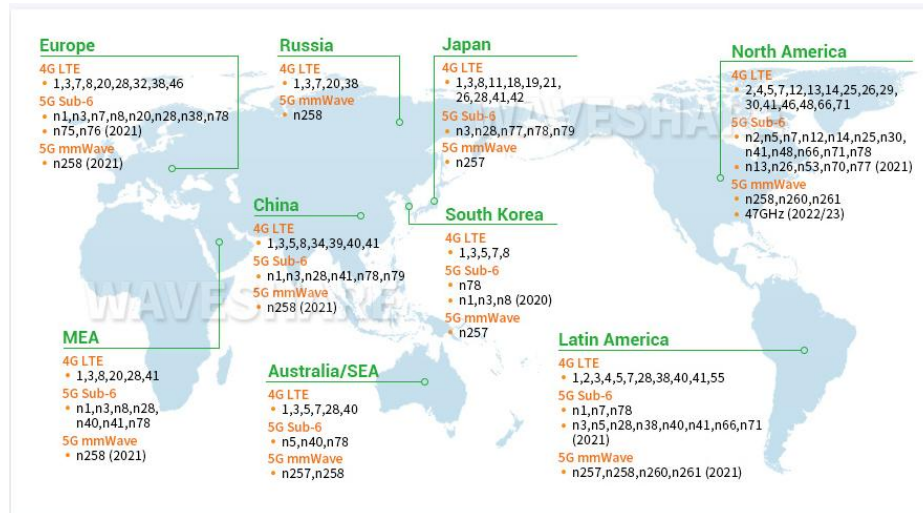 Europe
4G LTE
1,3,7,8,20,28,32,38,46
5G Sub-6
n1,n3,n7,n8,n20,n28,n38,n78
n75,n76 (2021)
5G mmWave
n258 (2021)
Russia
4G LTE
1,3,7,20,38
5G mmWave
n258
Japan
4G LTE
1,3,8,11,18,19,21,
26,28,41,42
5G Sub-6
n3,n28,n77,n78,n79
5G mmWave
n257
North America
4G LTE
2,4,5,7,12,13,14,25,26,29,
30,41,46,48,66,71
5G Sub-6
n2,n5,n7,n12,n14,n25,n30,
n41,n48,n66,n71,n78
n13,n26,n53,n70,n77 (2021)
5G mmWave
n258,n260,n261
47GHz (2022/23)
WAVESHARE
China
4G LTE
1,3,5,8,34,39,40,41
5G Sub-6
n1,n3,n28,n41,n78,n79
5G mmWave
n258 (2021)
South Korea
4G LTE
1,3,5,7,8
5G Sub-6
n78
n1,n3,n8 (2020)
5G mmWave
n257
WAVESHARE
MEA
4G LTE
1,3,8,20,28,41
5G Sub-6
n1,n3,n8,n28,
n40,n41,n78
5G mmWave
n258 (2021)
Australia/SEA
4G LTE
1,3,5,7,28,40
5G Sub-6
n5,n40,n78
5G mmWave
n257,n258
Latin America
4G LTE
1,2,3,4,5,7,28,38,40,41,55
5G Sub-6
n1,n7,n78
n3,n5,n28,n38,n40,n41,n66,n71
(2021)
5G mmWave
n257,n258,n260,n261 (2021)